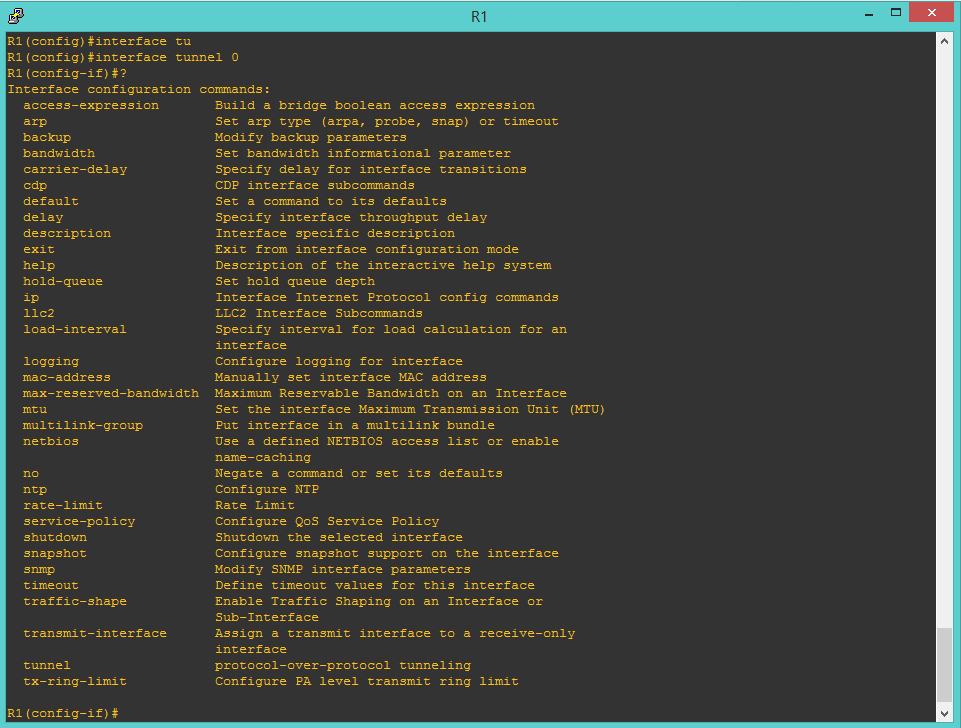 R1
R1(config)#interface tu
R1(config)#interface tunnel 0
R1(config-if)#?
Interface configuration commands:
  access-expression       Build a bridge boolean access expression
  arp                     Set arp type (arpa, probe, snap) or timeout
  backup                  Modify backup parameters
  bandwidth               Set bandwidth informational parameter
  carrier-delay           Specify delay for interface transitions
  cdp                     CDP interface subcommands
  default                 Set a command to its defaults
  delay                   Specify interface throughput delay
  description             Interface specific description
  exit                    Exit from interface configuration mode
  help                    Description of the interactive help system
  hold-queue              Set hold queue depth
  ip                      Interface Internet Protocol config commands
  llc2                    LLC2 Interface Subcommands
  load-interval           Specify interval for load calculation for an
                          interface
  logging                 Configure logging for interface
  mac-address             Manually set interface MAC address
  max-reserved-bandwidth  Maximum Reservable Bandwidth on an Interface
  mtu                     Set the interface Maximum Transmission Unit (MTU)
  multilink-group         Put interface in a multilink bundle
  netbios                 Use a defined NETBIOS access list or enable
                          name-caching
  no                      Negate a command or set its defaults
  ntp                     Configure NTP
  rate-limit              Rate Limit
  service-policy          Configure QoS Service Policy
  shutdown                Shutdown the selected interface
  snapshot                Configure snapshot support on the interface
  snmp                    Modify SNMP interface parameters
  timeout                 Define timeout values for this interface
  traffic-shape           Enable Traffic Shaping on an Interface or
                          Sub-Interface
  transmit-interface      Assign a transmit interface to a receive-only
                          interface
  tunnel                  protocol-over-protocol tunneling
  tx-ring-limit           Configure PA level transmit ring limit
R1(config-if)#